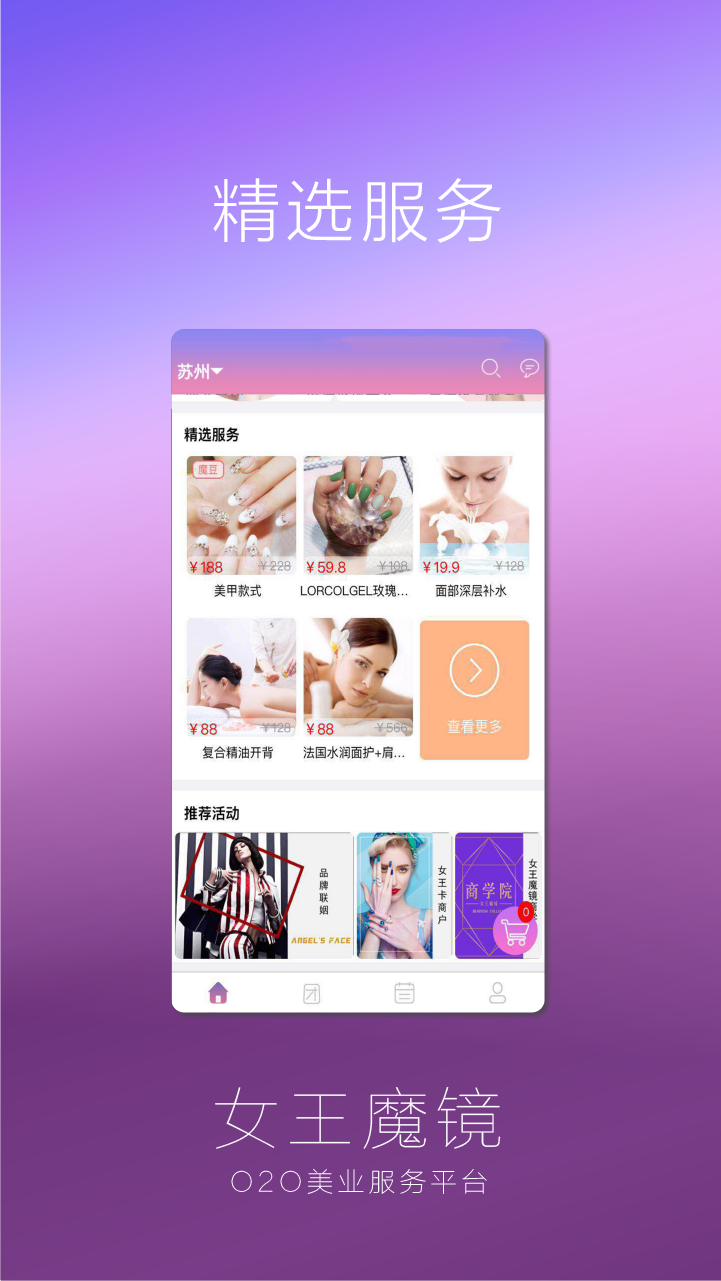 精选服务
苏州
精选服务
魔豆
¥188 ¥228
¥59.8 ¥108
¥19.9 ¥128
美甲款式
LORCOLGEL玫瑰...
面部深层补水
¥88 ¥128
¥88 ¥566
查看更多
复合精油开背
法国水润面护+肩...
推荐活动
品牌联姻
ANGEL'S FACE
女王卡商户
商学院
女王魔镜
0
女王魔镜
O2O美业服务平台